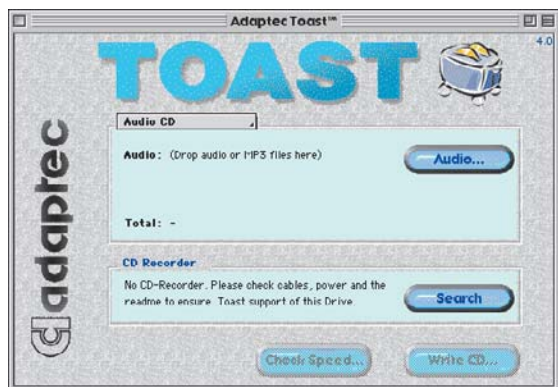 Adaptec Toast™
4.0
TOAST
adaptec
Audio CD
Audio: (Drop audio or MP3 files here)
Audio...
Total: -
CD Recorder
No CD-Recorder. Please check cables, power and the
readme to ensure Toast support of this Drive
Search
Check Speed...
Write CD...